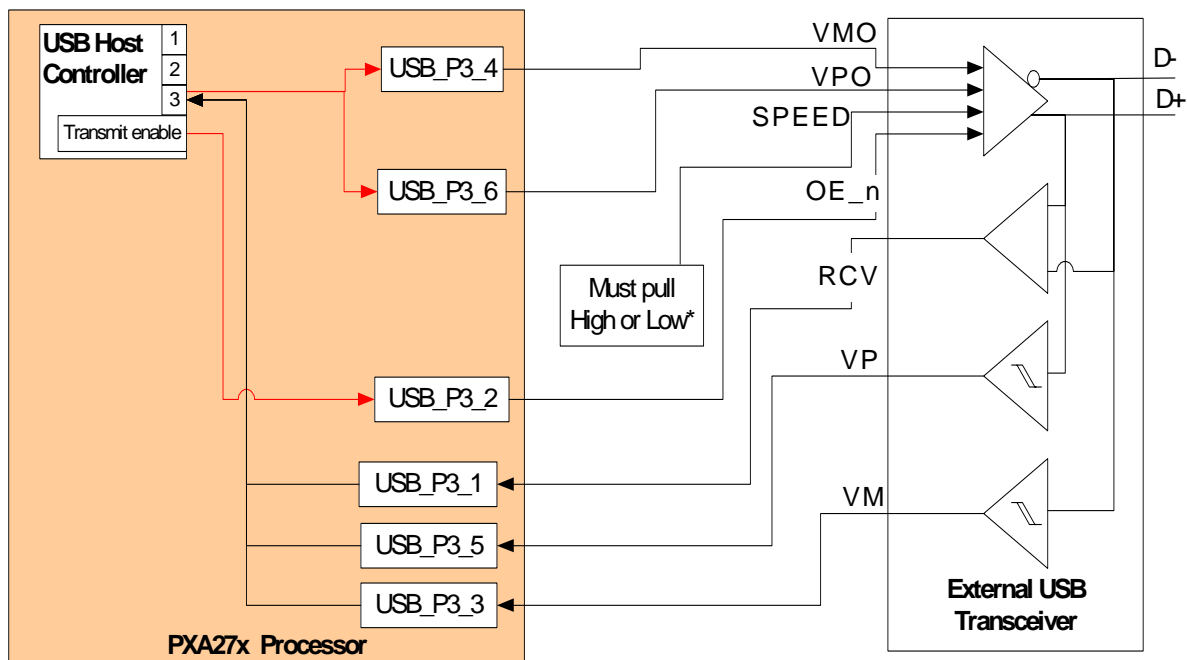 USB Host
Controller
1
2
3
Transmit enable
USB_P3_4
USB_P3_6
USB_P3_2
USB_P3_1
USB_P3_5
USB_P3_3
PXA27x Processor
VMO
VPO
SPEED
OE_n
RCV
VP
VM
Must pull
High or Low*
D-
D+
External USB
Transceiver